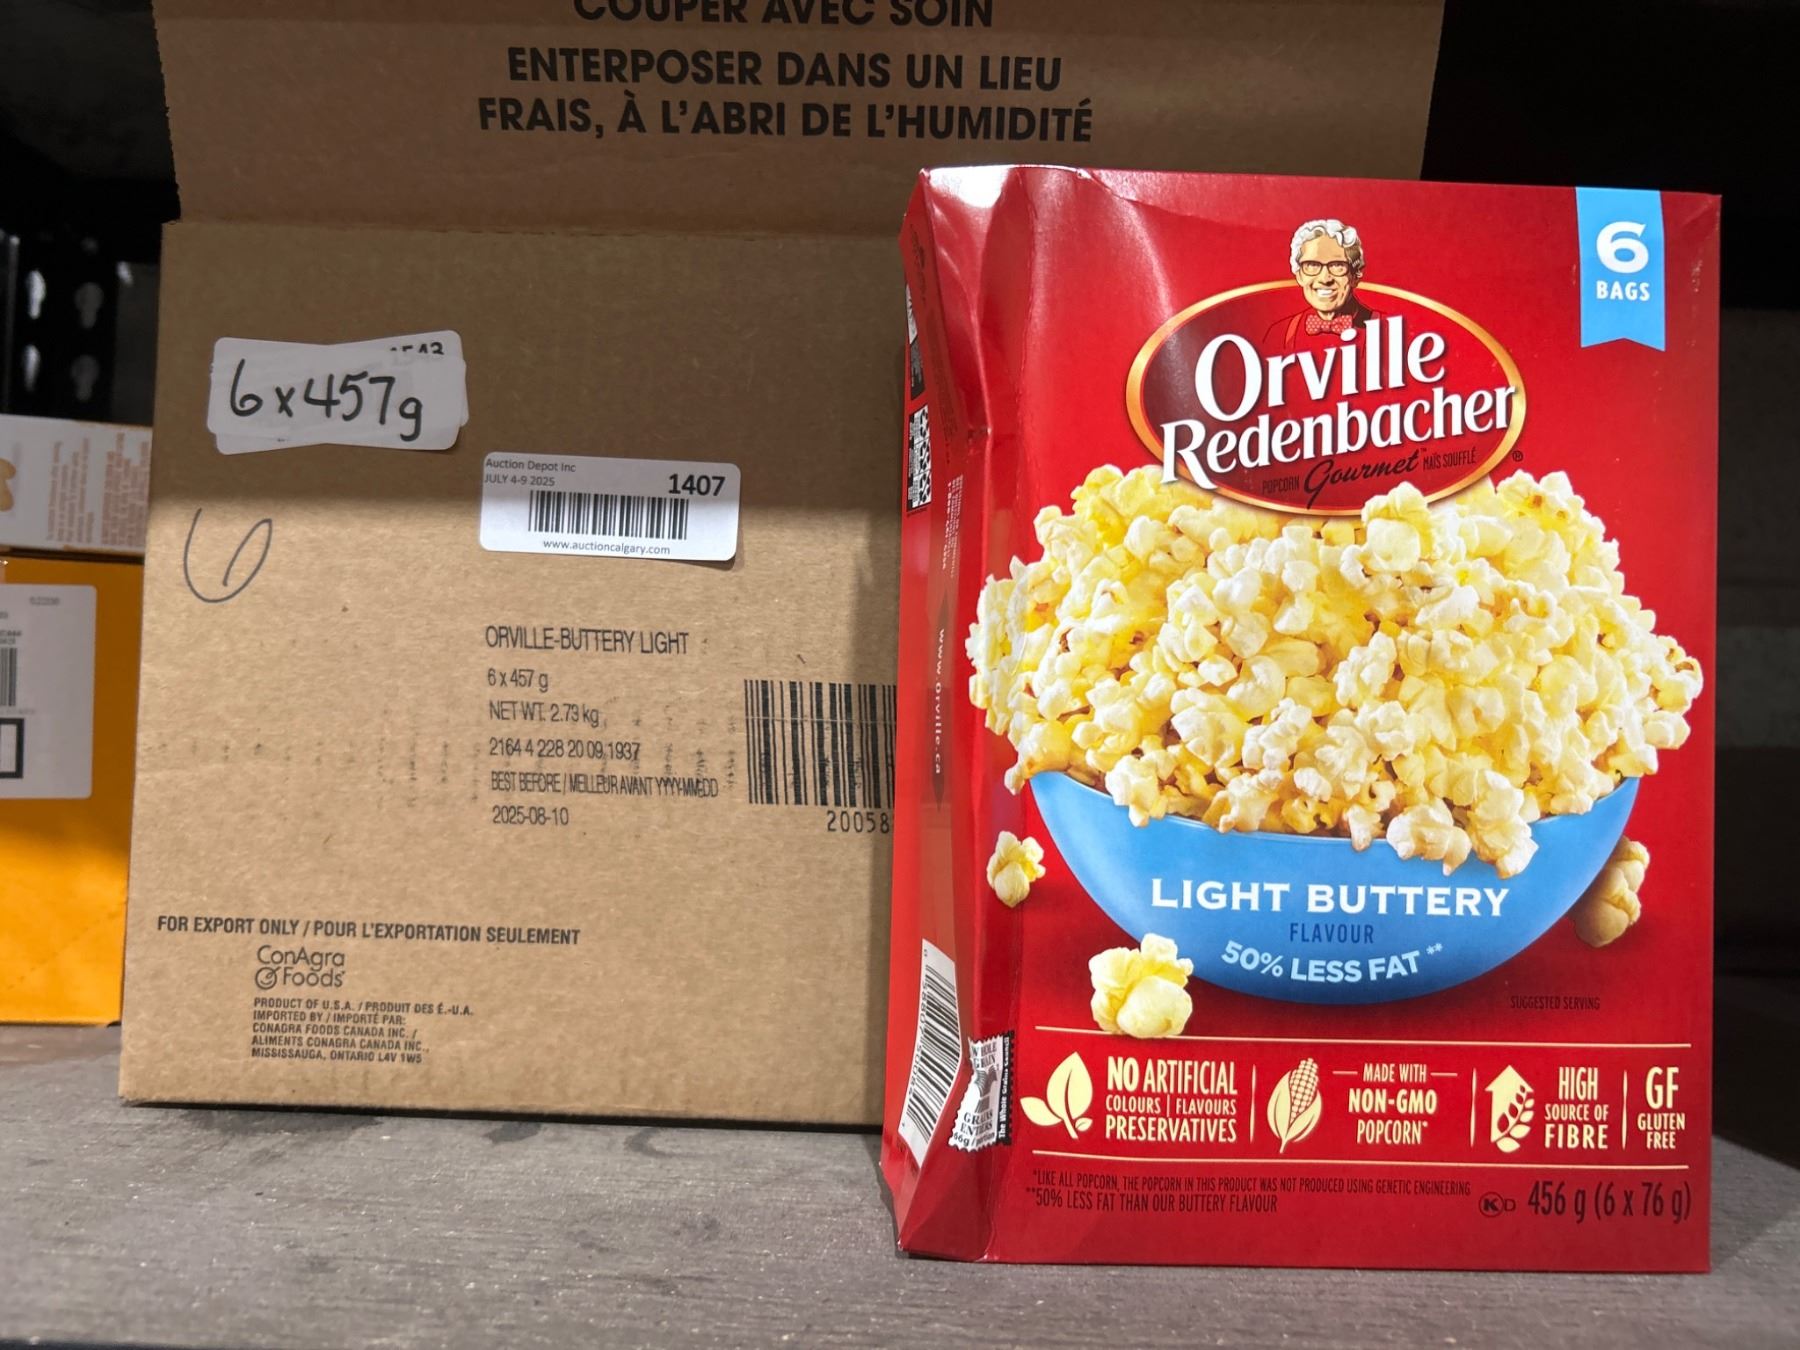 COUPER AVEC SOIN
ENTERPOSER DANS UN LIEU
FRAIS, À L'ABRI DE L'HUMIDITÉ
6x457g
Auction Depot Inc
JULY 4-9 2025
1407
www.auctioncalgary.com
6
ORVILLE-BUTTERY LIGHT
6 x 457 g
NET WT. 2.73 kg
2164 4 228 20 09 1937
BEST BEFORE / MEILLEUR AVANT YYYY-MM-DD
2025-08-10
20058
FOR EXPORT ONLY / POUR L'EXPORTATION SEULEMENT
ConAgra
Foods
PRODUCT OF U.S.A. / PRODUIT DES É.-U.A.
IMPORTED BY / IMPORTÉ PAR:
CONAGRA FOODS CANADA INC. /
ALIMENTS CONAGRA CANADA INC.,
MISSISSAUGA, ONTARIO L4V 1W5
6
BAGS
Orville
Redenbacher
POPCORN Gourmet™ MAÏS SOUFFLÉ ®
www.orville.ca
LIGHT BUTTERY
FLAVOUR
50% LESS FAT**
SUGGESTED SERVING
The Whole Grains Council
NO ARTIFICIAL
COLOURS | FLAVOURS
PRESERVATIVES
MADE WITH
NON-GMO
POPCORN*
HIGH
SOURCE OF
FIBRE
GF
GLUTEN
FREE
*LIKE ALL POPCORN, THE POPCORN IN THIS PRODUCT WAS NOT PRODUCED USING GENETIC ENGINEERING
**50% LESS FAT THAN OUR BUTTERY FLAVOUR
K D 456 g (6 x 76 g)